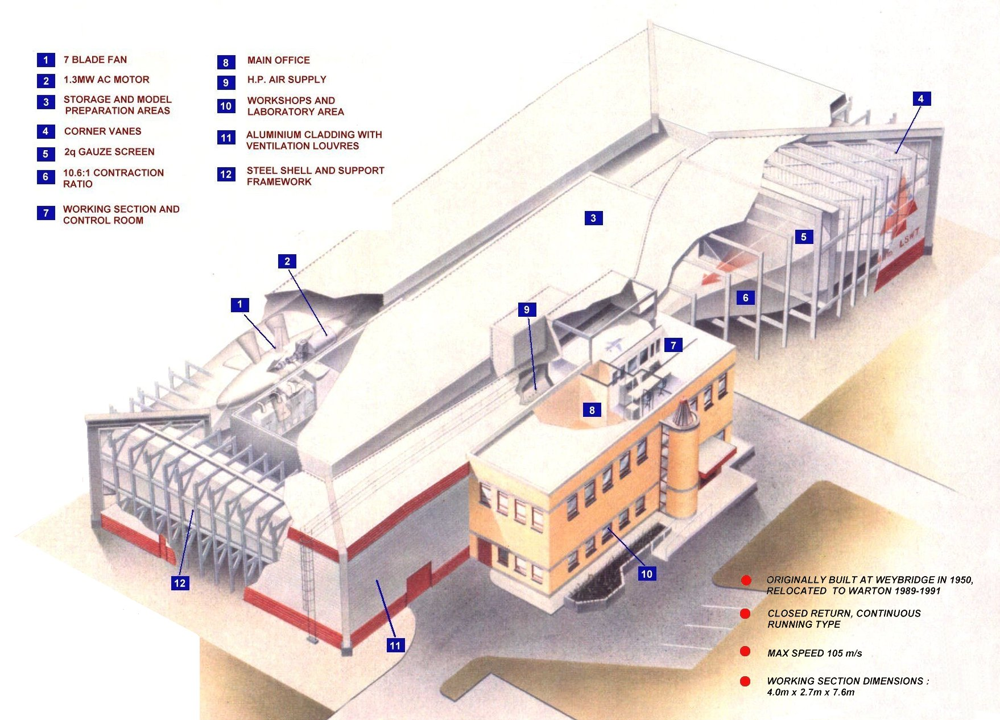 1 7 BLADE FAN
2 1.3MW AC MOTOR
3 STORAGE AND MODEL
PREPARATION AREAS
4 CORNER VANES
5 2q GAUZE SCREEN
6 10.6:1 CONTRACTION
RATIO
7 WORKING SECTION AND
CONTROL ROOM
8 MAIN OFFICE
9 H.P. AIR SUPPLY
10 WORKSHOPS AND
LABORATORY AREA
11 ALUMINIUM CLADDING WITH
VENTILATION LOUVRES
12 STEEL SHELL AND SUPPORT
FRAMEWORK
4
3
5
2
6
1
9
7
8
LSWT
10
12
11
ORIGINALLY BUILT AT WEYBRIDGE IN 1950,
RELOCATED TO WARTON 1989-1991
CLOSED RETURN, CONTINUOUS
RUNNING TYPE
MAX SPEED 105 m/s
WORKING SECTION DIMENSIONS :
4.0m x 2.7m x 7.6m